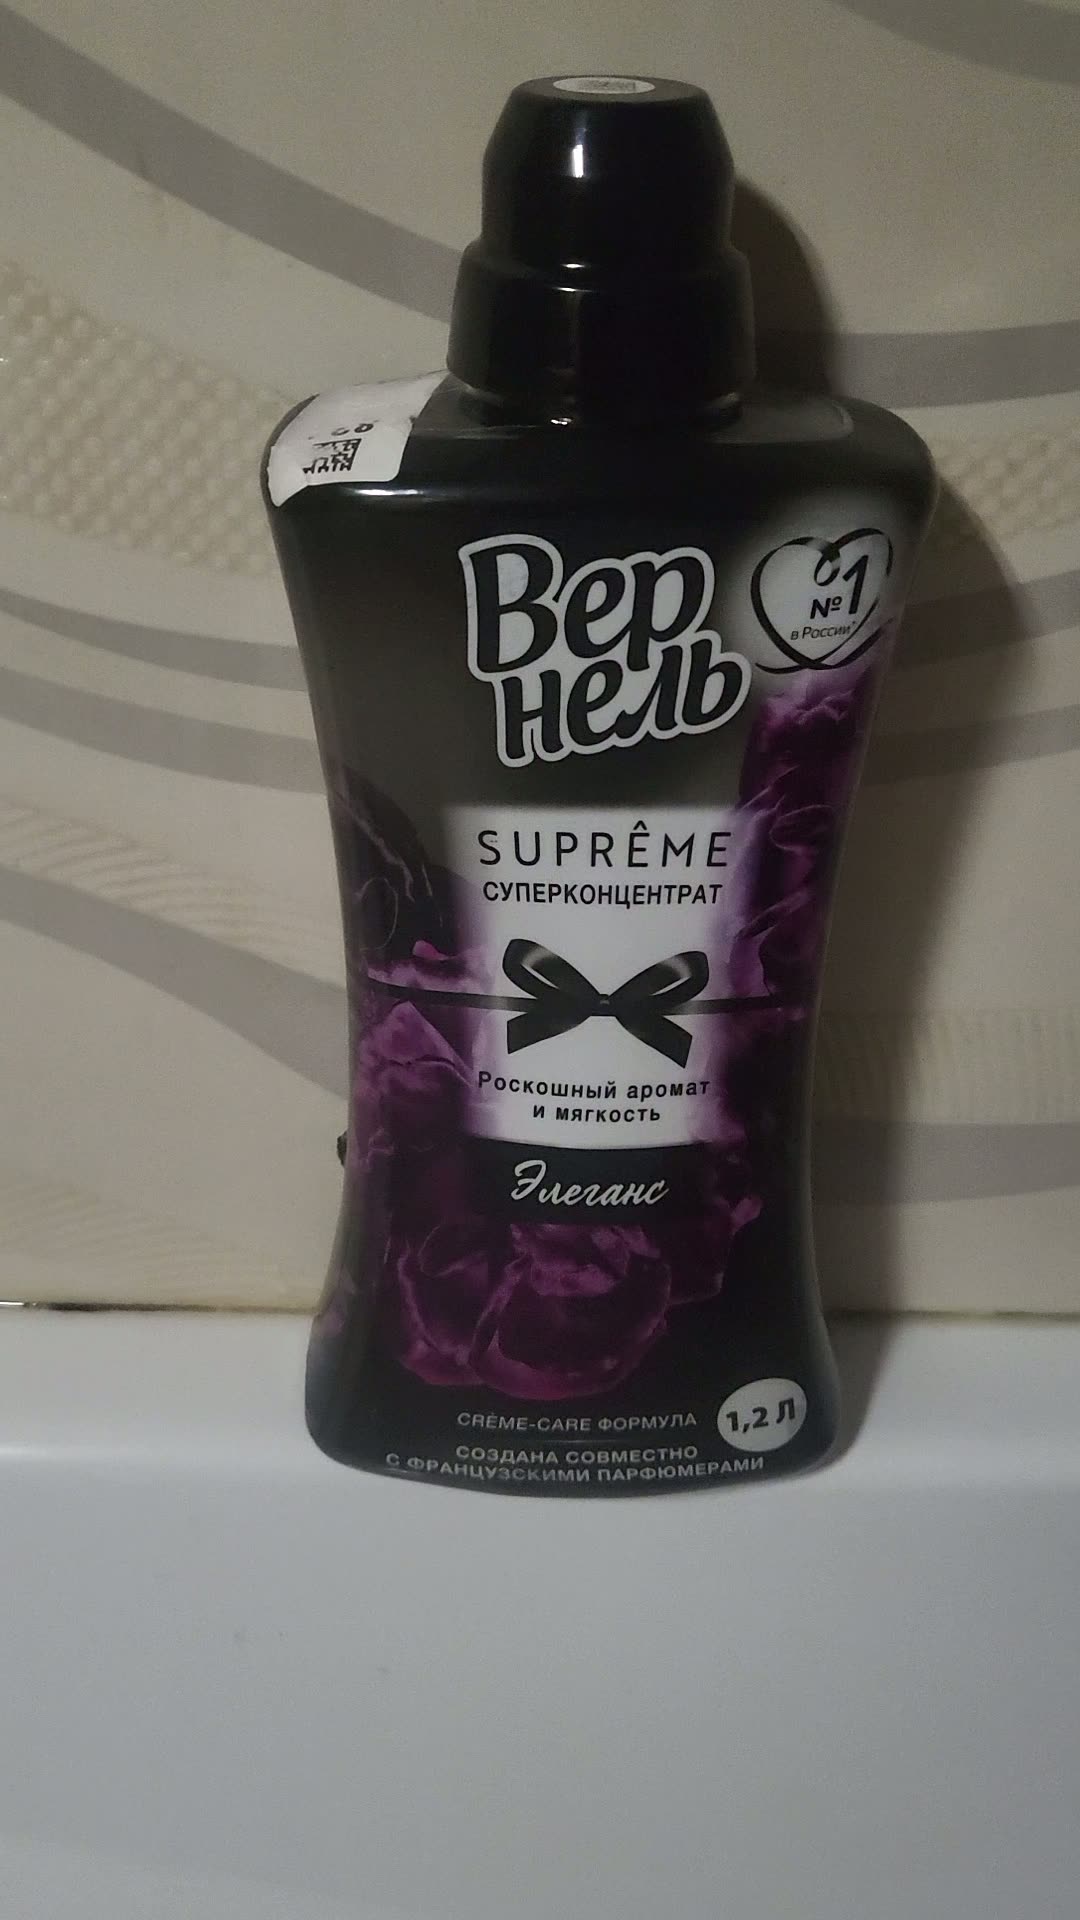 Вер
нель
№1
в России*
SUPRÊME
СУПЕРКОНЦЕНТРАТ
Роскошный аромат
и мягкость
Элеганс
CRÈME-CARE ФОРМУЛА
1,2 Л
СОЗДАНА СОВМЕСТНО
С ФРАНЦУЗСКИМИ ПАРФЮМЕРАМИ